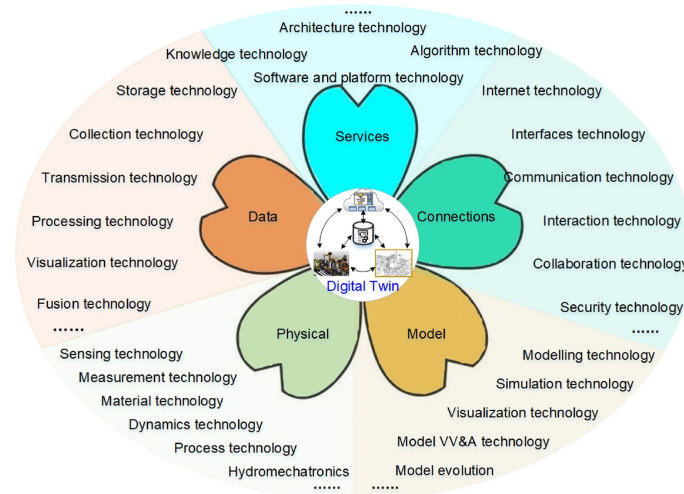 ......
Architecture technology
Knowledge technology
Algorithm technology
Software and platform technology
Services
Storage technology
Collection technology
Transmission technology
Processing technology
Visualization technology
Fusion technology
......
Data
Internet technology
Interfaces technology
Communication technology
Interaction technology
Collaboration technology
Security technology
......
Connections
Digital Twin
Physical
Sensing technology
Measurement technology
Material technology
Dynamics technology
Process technology
Hydromechatronics
......
Model
Modelling technology
Simulation technology
Visualization technology
Model VV&A technology
Model evolution
......